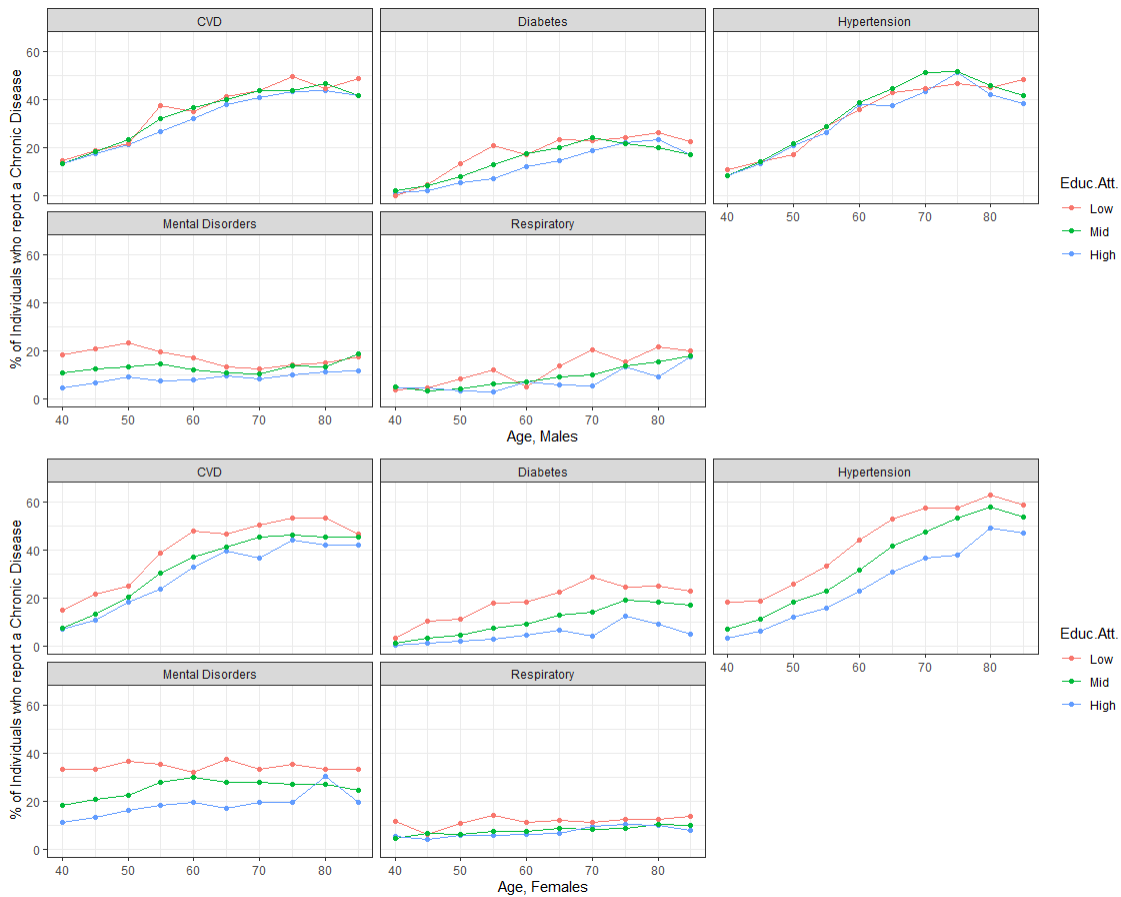 CVD Diabetes Hypertension
60
40
20
0
40 50 60 70 80
Mental Disorders Respiratory
60
40
20
0
40 50 60 70 80 40 50 60 70 80
Age, Males
% of Individuals who report a Chronic Disease
Educ.Att.
Low
Mid
High
CVD Diabetes Hypertension
60
40
20
0
40 50 60 70 80
Mental Disorders Respiratory
60
40
20
0
40 50 60 70 80 40 50 60 70 80
Age, Females
% of Individuals who report a Chronic Disease
Educ.Att.
Low
Mid
High